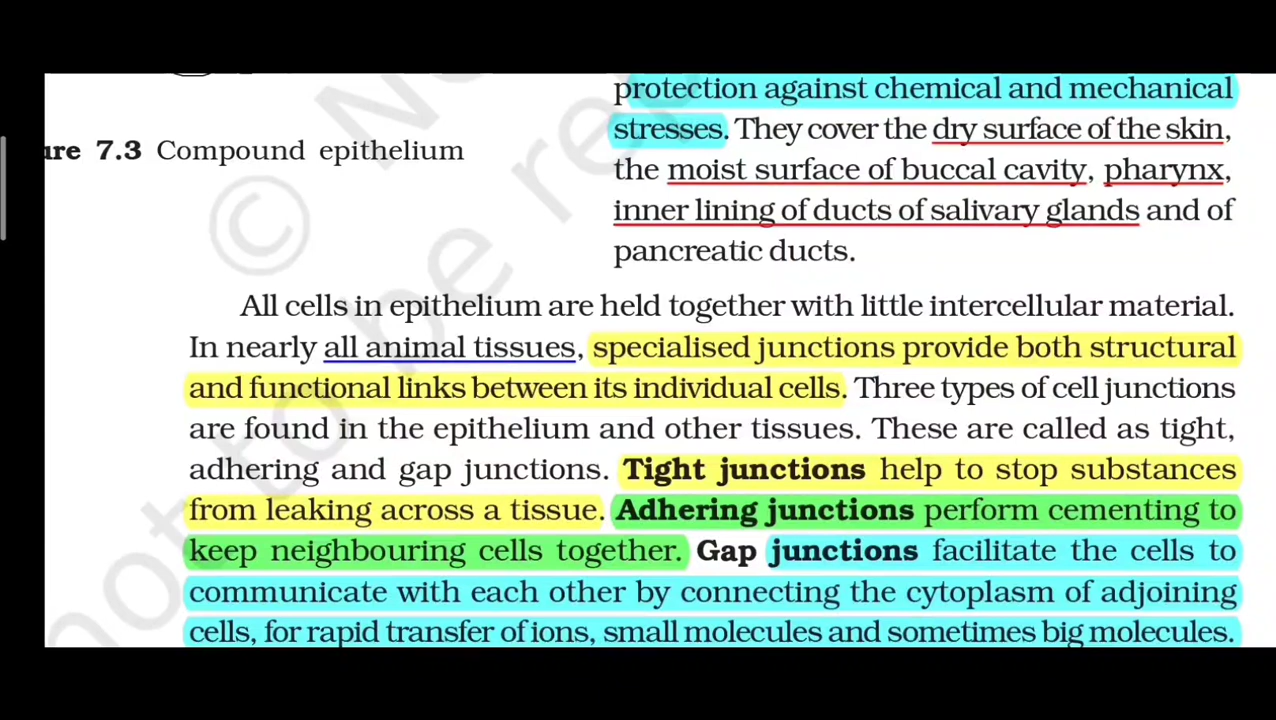 protection against chemical and mechanical
stresses. They cover the dry surface of the skin,
ure 7.3 Compound epithelium
the moist surface of buccal cavity, pharynx,
inner lining of ducts of salivary glands and of
pancreatic ducts.
All cells in epithelium are held together with little intercellular material.
In nearly all animal tissues, specialised junctions provide both structural
and functional links between its individual cells. Three types of cell junctions
are found in the epithelium and other tissues. These are called as tight,
adhering and gap junctions. Tight junctions help to stop substances
from leaking across a tissue. Adhering junctions perform cementing to
keep neighbouring cells together. Gap junctions facilitate the cells to
communicate with each other by connecting the cytoplasm of adjoining
cells, for rapid transfer of ions, small molecules and sometimes big molecules.
© N
not to be re